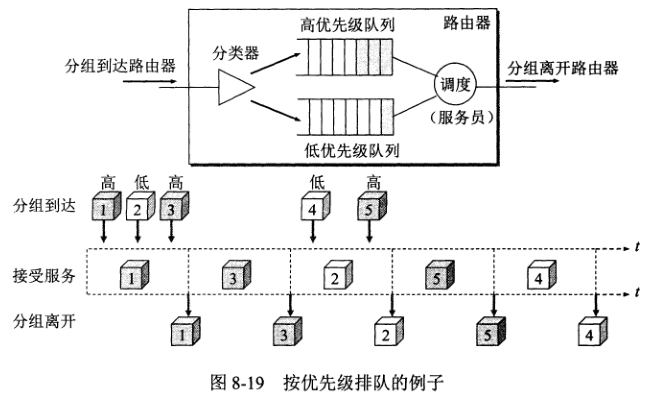 高优先级队列
路由器
分类器
分组到达路由器
调度
分组离开路由器
(服务员)
低优先级队列
高 低 高 低 高
分组到达
1 2 3 4 5
t
接受服务
1 3 2 5 4
t
分组离开
1 3 2 5 4
图 8-19 按优先级排队的例子